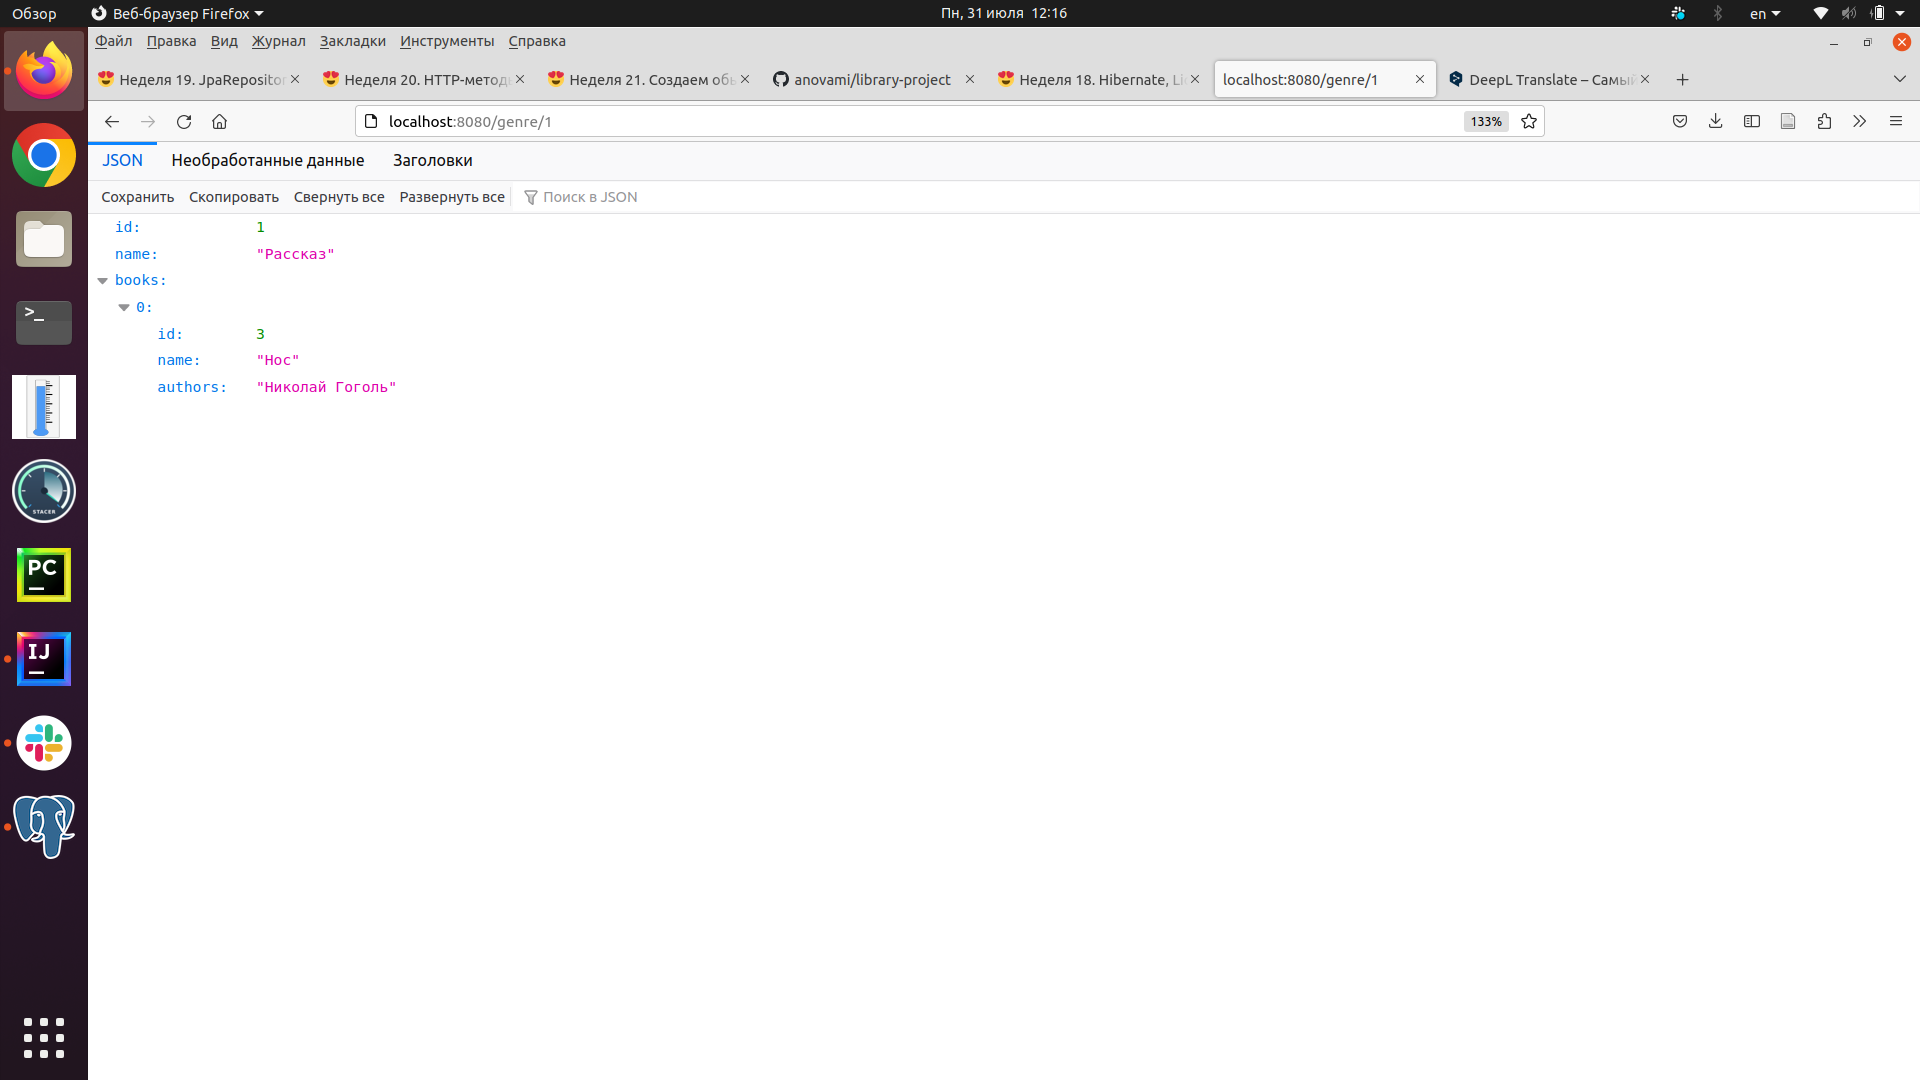 Обзор
Веб-браузер Firefox
Пн, 31 июля 12:16
en
Файл Правка Вид Журнал Закладки Инструменты Справка
Неделя 19. JpaRepositor
Неделя 20. HTTP-метод
Неделя 21. Создаем обь
anovami/library-project
Неделя 18. Hibernate, Li
localhost:8080/genre/1
DeepL Translate – Самый
localhost:8080/genre/1
133%
JSON Необработанные данные Заголовки
Сохранить Скопировать Свернуть все Развернуть все Поиск в JSON
id: 1
name: "Рассказ"
books:
0:
id: 3
name: "Нос"
authors: "Николай Гоголь"
>_
STACER
PC
IJ